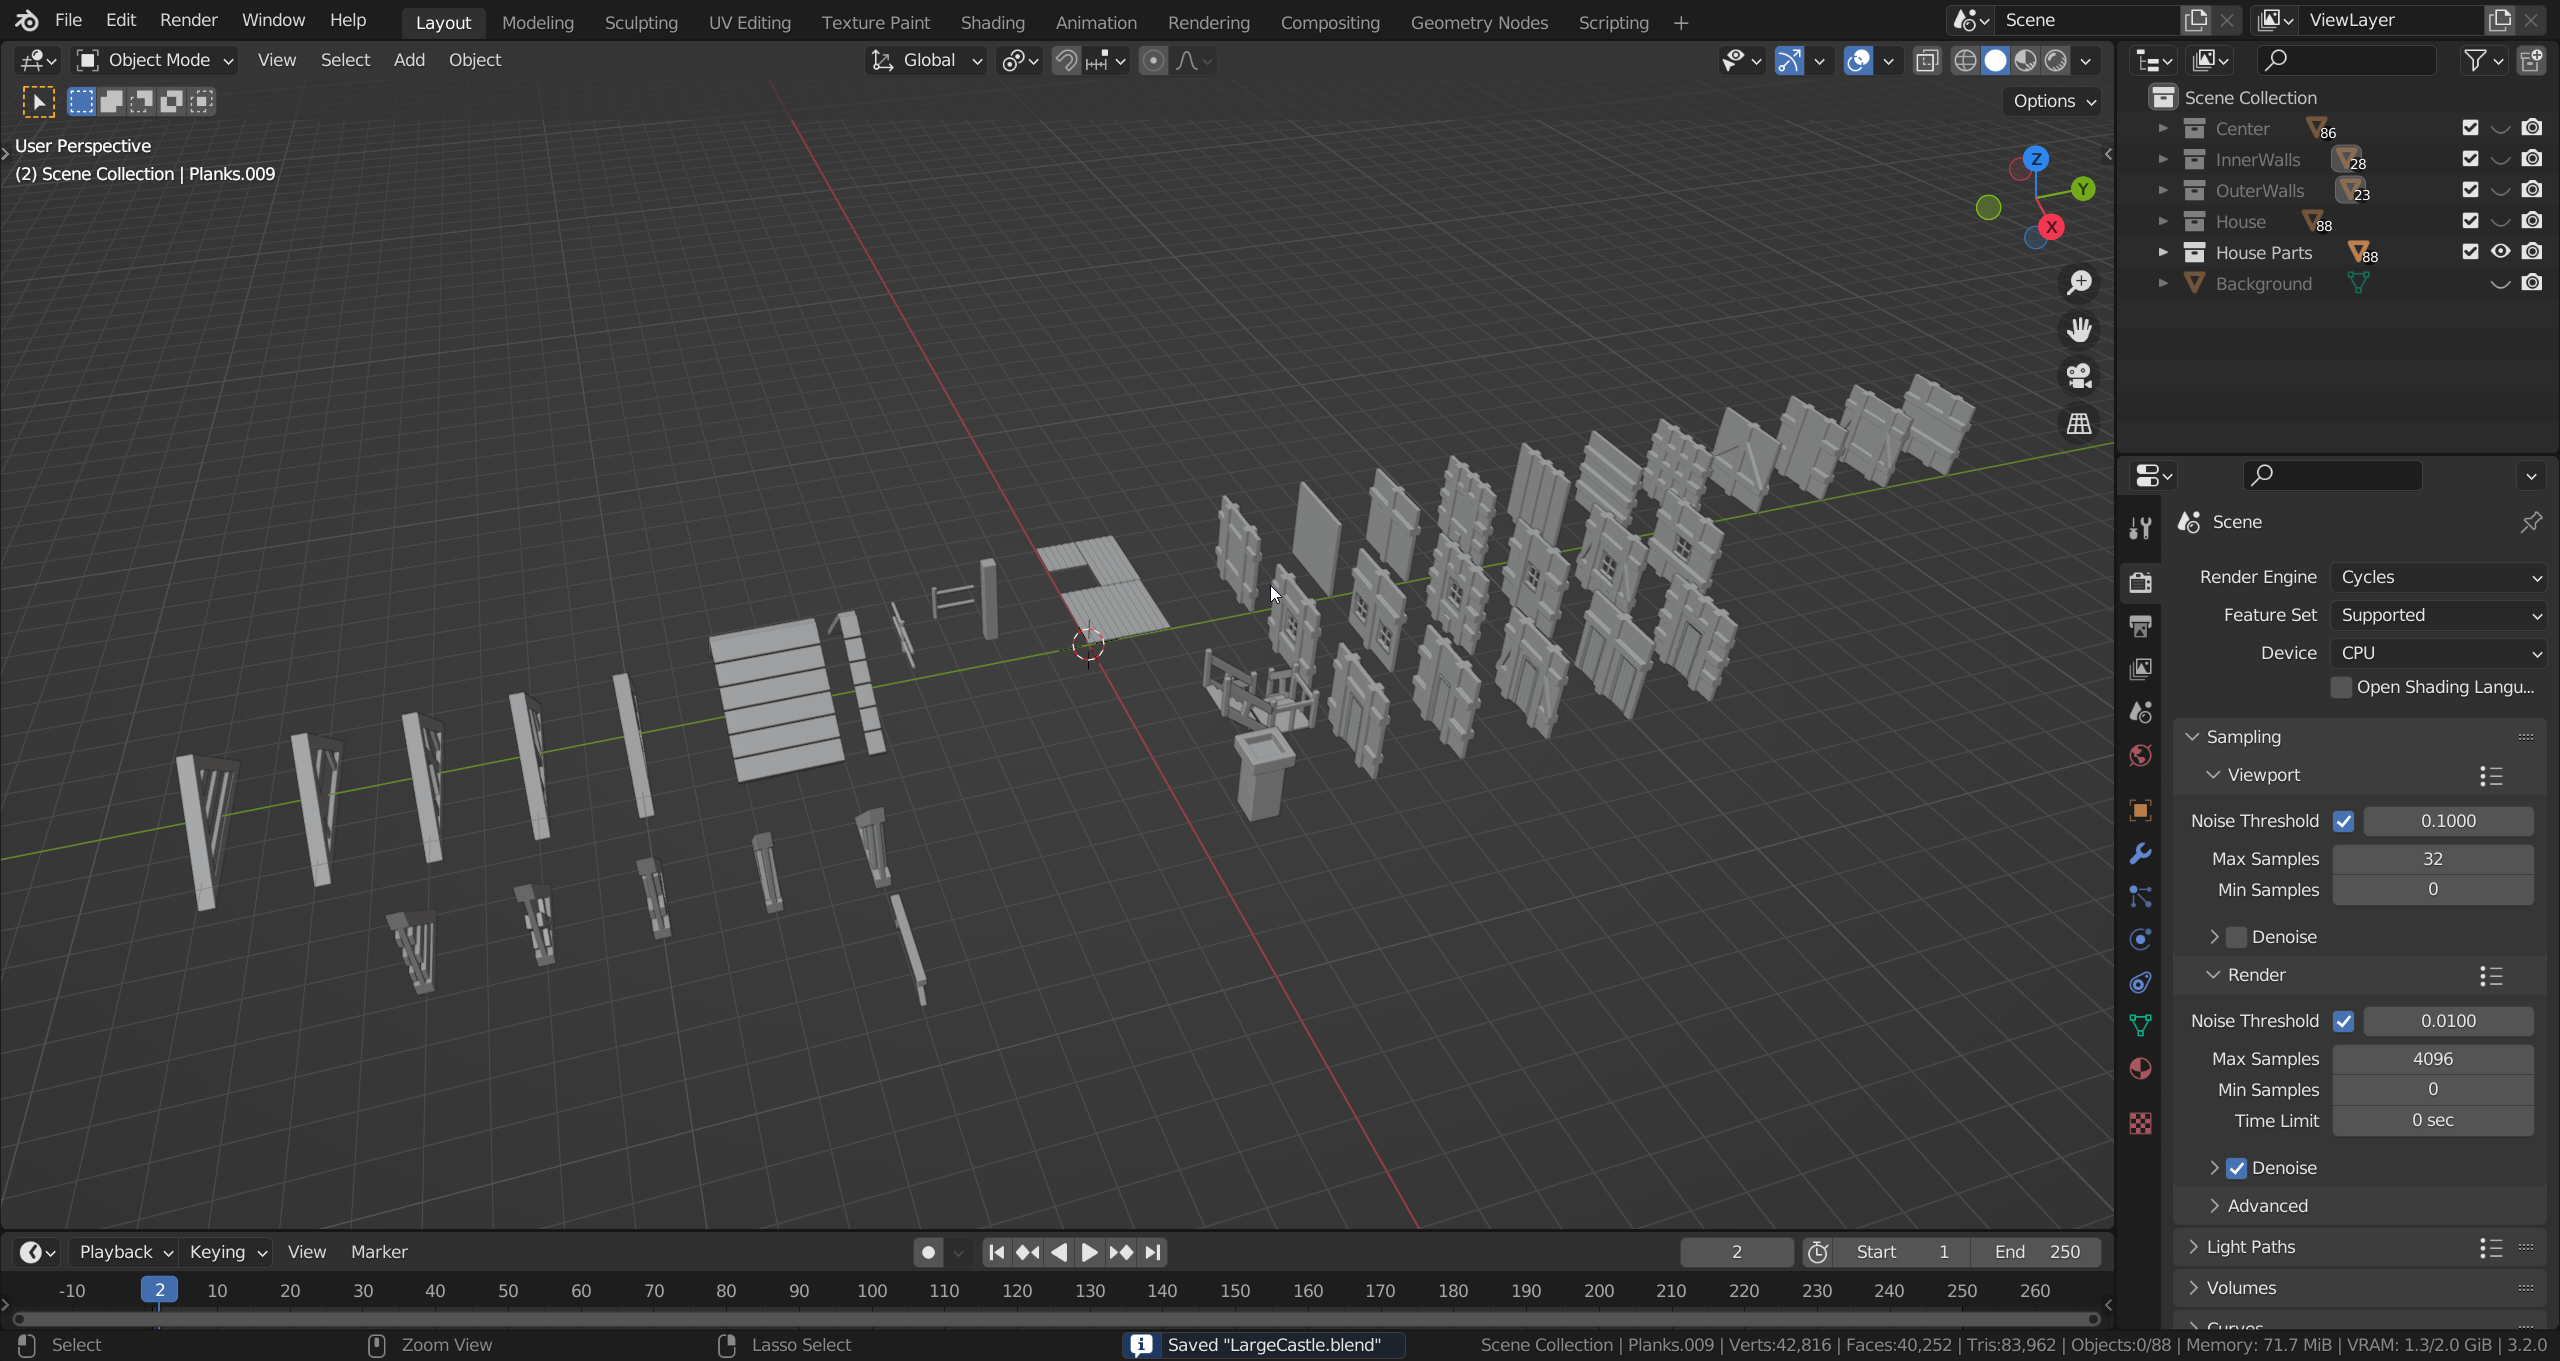 File Edit Render Window Help Layout Modeling Sculpting UV Editing Texture Paint Shading Animation Rendering Compositing Geometry Nodes Scripting + Scene ViewLayer
Object Mode View Select Add Object Global
Options
User Perspective
(2) Scene Collection | Planks.009
Z
Y
X
Scene Collection
Center 86
InnerWalls 28
OuterWalls 23
House 88
House Parts 88
Background
Scene
Render Engine Cycles
Feature Set Supported
Device CPU
Open Shading Langu...
Sampling
Viewport
Noise Threshold 0.1000
Max Samples 32
Min Samples 0
Denoise
Render
Noise Threshold 0.0100
Max Samples 4096
Min Samples 0
Time Limit 0 sec
Denoise
Advanced
Light Paths
Volumes
Curves
Playback Keying View Marker 2 Start 1 End 250
-10 2 10 20 30 40 50 60 70 80 90 100 110 120 130 140 150 160 170 180 190 200 210 220 230 240 250 260
Select Zoom View Lasso Select Saved "LargeCastle.blend" Scene Collection | Planks.009 | Verts:42,816 | Faces:40,252 | Tris:83,962 | Objects:0/88 | Memory: 71.7 MiB | VRAM: 1.3/2.0 GiB | 3.2.0